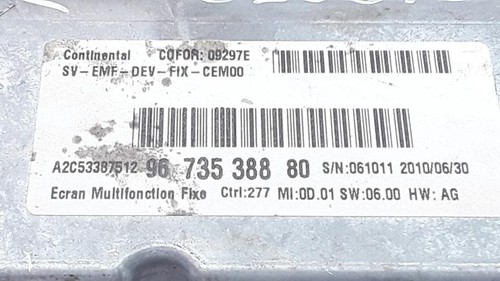 Continental COFOR: 09297E
SV-EMF-DEV-FIX-CEM00
A2C53387512 96 735 388 80 S/N:061011 2010/06/30
Ecran Multifonction Fixe Ctrl:277 MI:0D.01 SW:06.00 HW: AG